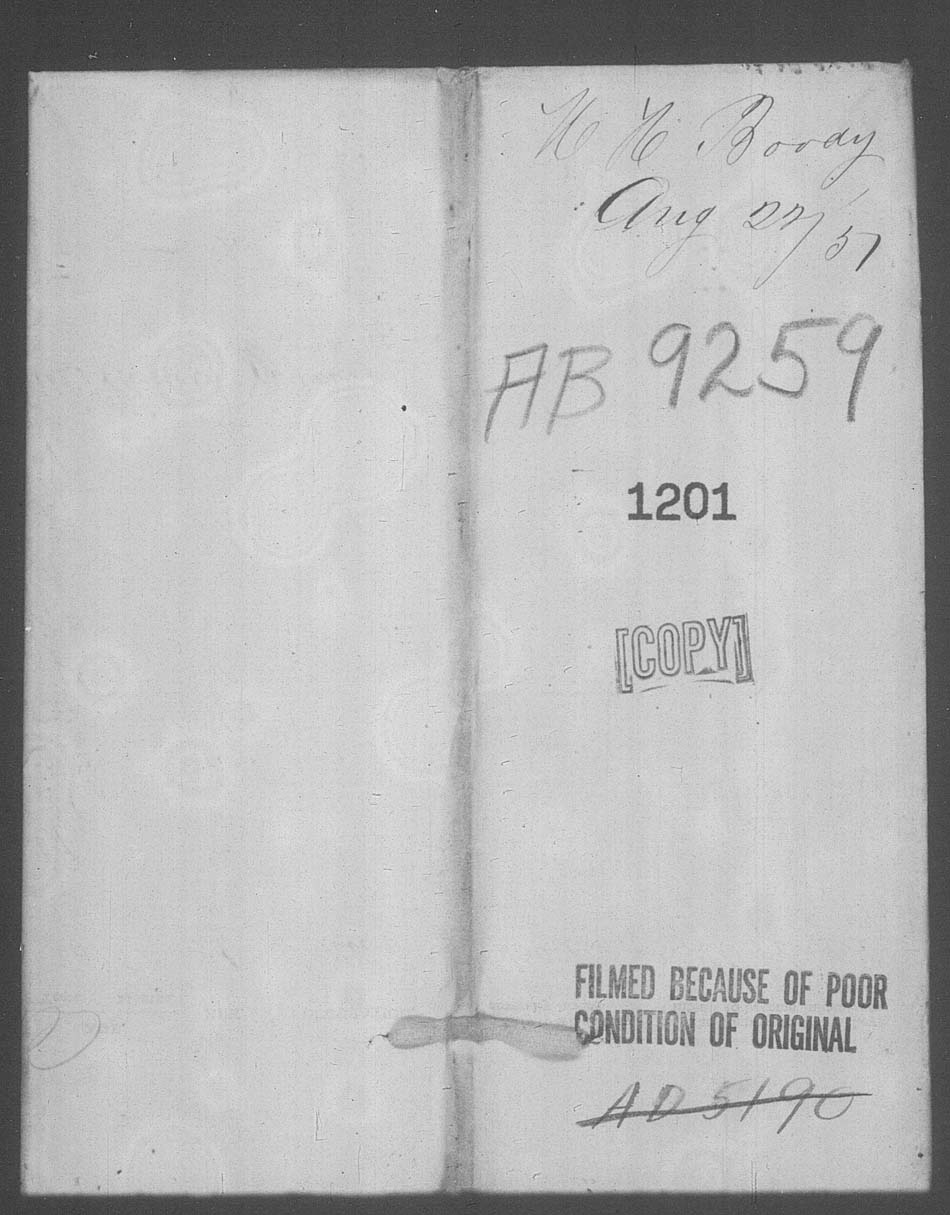 H H Boody
Aug 27/57
AB 9259
1201
[COPY]
FILMED BECAUSE OF POOR
CONDITION OF ORIGINAL
AD 5190